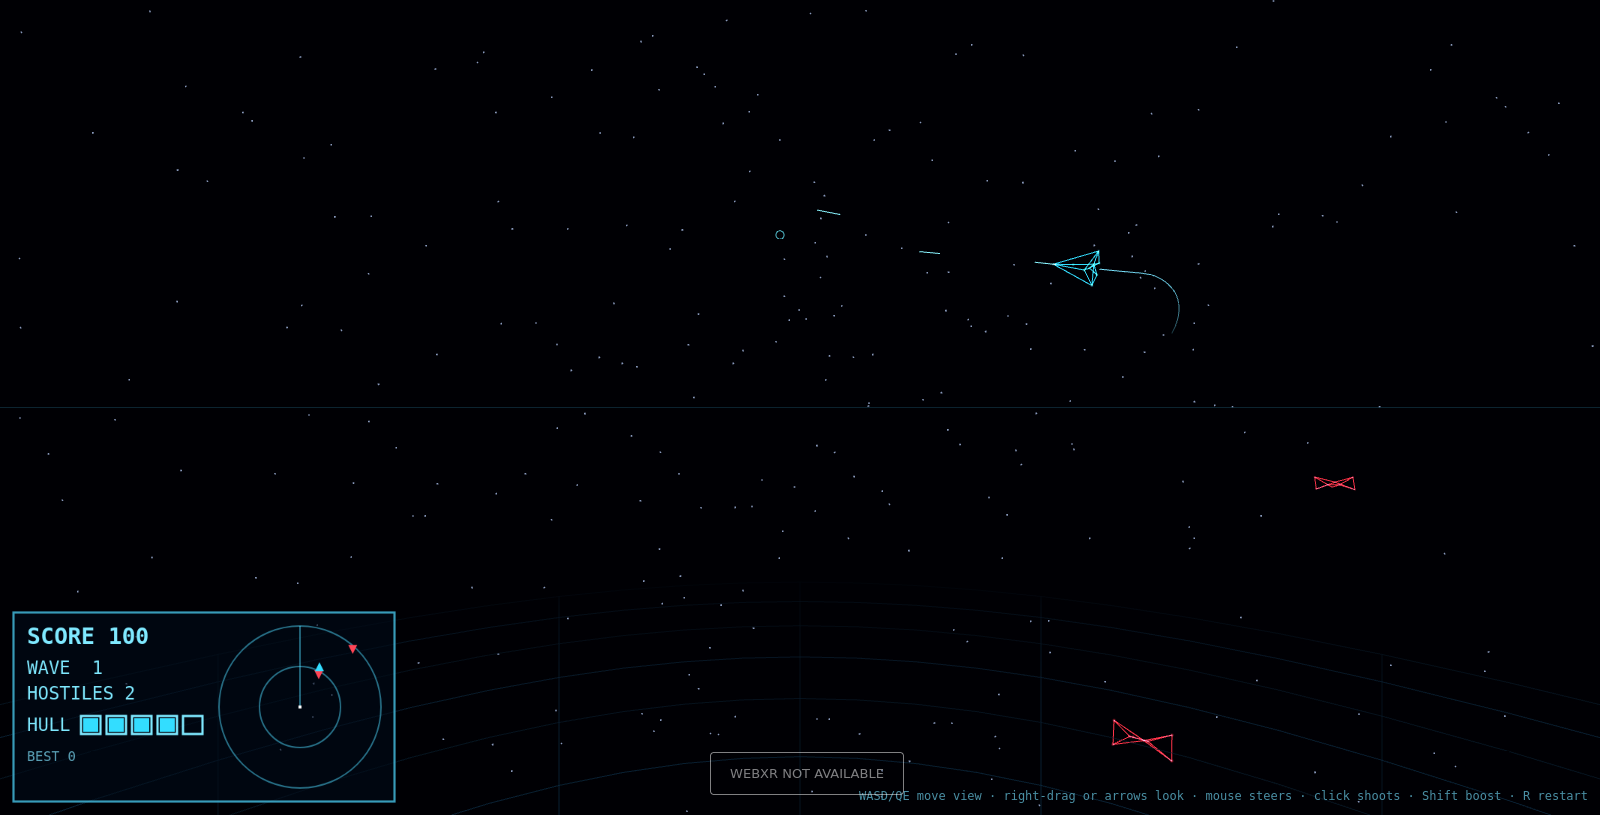 SCORE 100
WAVE 1
HOSTILES 2
HULL
BEST 0
WEBXR NOT AVAILABLE
WASD/QE move view · right-drag or arrows look · mouse steers · click shoots · Shift boost · R restart